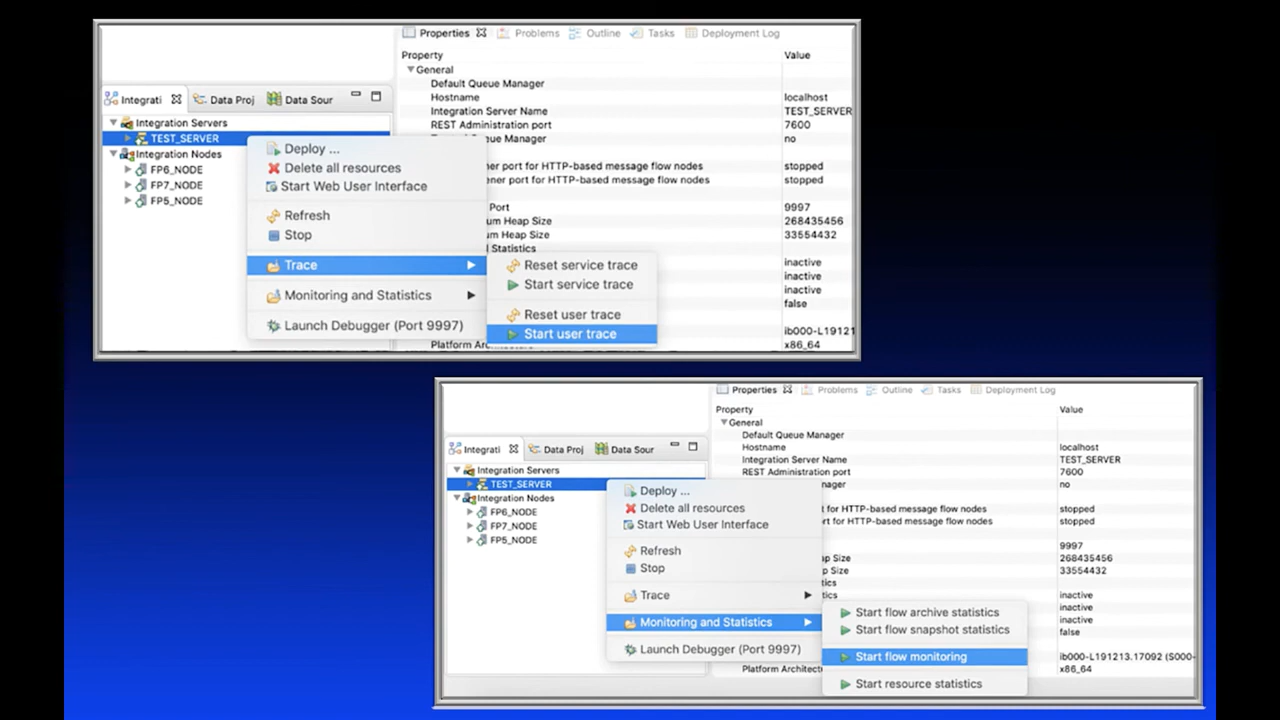 Properties Problems Outline Tasks Deployment Log
Property Value
General
Default Queue Manager
Hostname localhost
Integration Server Name TEST_SERVER
REST Administration port 7600
Queue Manager no
ner port for HTTP-based message flow nodes stopped
ener port for HTTP-based message flow nodes stopped
Port 9997
um Heap Size 268435456
um Heap Size 33554432
Statistics
inactive
inactive
inactive
false
ib000-L19121
Platform Architecture x86_64
Integrati Data Proj Data Sour
Integration Servers
TEST_SERVER
Integration Nodes
FP6_NODE
FP7_NODE
FP5_NODE
Deploy ...
Delete all resources
Start Web User Interface
Refresh
Stop
Trace
Monitoring and Statistics
Launch Debugger (Port 9997)
Reset service trace
Start service trace
Reset user trace
Start user trace
Properties Problems Outline Tasks Deployment Log
Property Value
General
Default Queue Manager
Hostname localhost
Integration Server Name TEST_SERVER
REST Administration port 7600
nager no
t for HTTP-based message flow nodes stopped
rt for HTTP-based message flow nodes stopped
9997
ap Size 268435456
p Size 33554432
tics
tics inactive
inactive
inactive
false
ib000-L191213.17092 (S000-
Platform Architectu x86_64
Integrati Data Proj Data Sour
Integration Servers
TEST_SERVER
Integration Nodes
FP6_NODE
FP7_NODE
FP5_NODE
Deploy ...
Delete all resources
Start Web User Interface
Refresh
Stop
Trace
Monitoring and Statistics
Launch Debugger (Port 9997)
Start flow archive statistics
Start flow snapshot statistics
Start flow monitoring
Start resource statistics